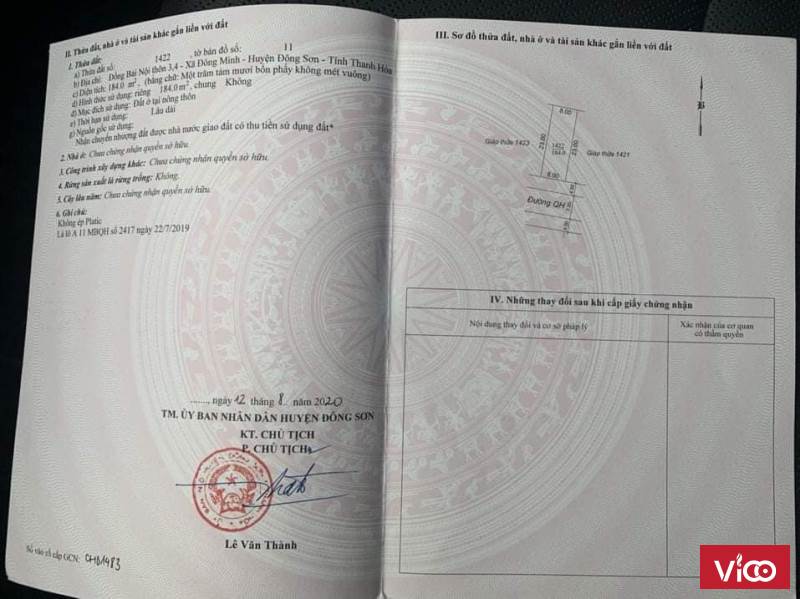 II. Thửa đất, nhà ở và tài sản khác gắn liền với đất
1. Thửa đất:
a) Thửa đất số: 1422 , tờ bản đồ số: 11
b) Địa chỉ: Đồng Bái Nội thôn 3,4 - Xã Đông Minh - Huyện Đông Sơn - Tỉnh Thanh Hóa
c) Diện tích: 184.0 m², (bằng chữ: Một trăm tám mươi bốn phẩy không mét vuông)
d) Hình thức sử dụng: riêng 184.0 m², chung Không
đ) Mục đích sử dụng: Đất ở tại nông thôn
e) Thời hạn sử dụng: Lâu dài
g) Nguồn gốc sử dụng:
Nhận chuyển nhượng đất được nhà nước giao đất có thu tiền sử dụng đất*
2. Nhà ở: Chưa chứng nhận quyền sở hữu.
3. Công trình xây dựng khác: Chưa chứng nhận quyền sở hữu.
4. Rừng sản xuất là rừng trồng: Không.
5. Cây lâu năm: Chưa chứng nhận quyền sở hữu.
6. Ghi chú:
Không ép Platic
Là lô A 11 MBQH số 2417 ngày 22/7/2019
......., ngày 12 tháng 8 năm 2020
TM. ỦY BAN NHÂN DÂN HUYỆN ĐÔNG SƠN
KT. CHỦ TỊCH
P. CHỦ TỊCH
Lê Văn Thành
Số vào sổ cấp GCN: CH01483
III. Sơ đồ thửa đất, nhà ở và tài sản khác gắn liền với đất
B
8.00
Giáp thửa 1423
23.00
1422
184.0
23.00
Giáp thửa 1421
8.00
Đường QH
IV. Những thay đổi sau khi cấp giấy chứng nhận
Nội dung thay đổi và cơ sở pháp lý
Xác nhận của cơ quan
có thẩm quyền
ViCO